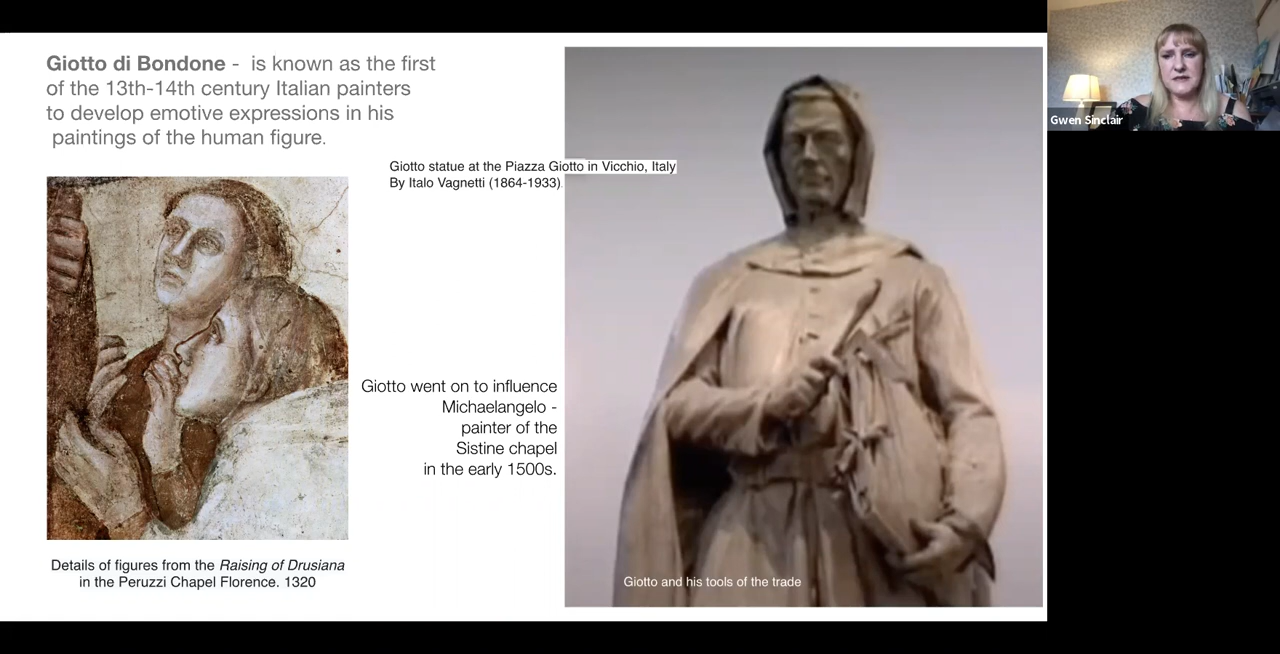 Giotto di Bondone - is known as the first
of the 13th-14th century Italian painters
to develop emotive expressions in his
paintings of the human figure.
Giotto statue at the Piazza Giotto in Vicchio, Italy
By Italo Vagnetti (1864-1933)
Giotto went on to influence
Michaelangelo -
painter of the
Sistine chapel
in the early 1500s.
Details of figures from the Raising of Drusiana
in the Peruzzi Chapel Florence. 1320
Giotto and his tools of the trade
Gwen Sinclair